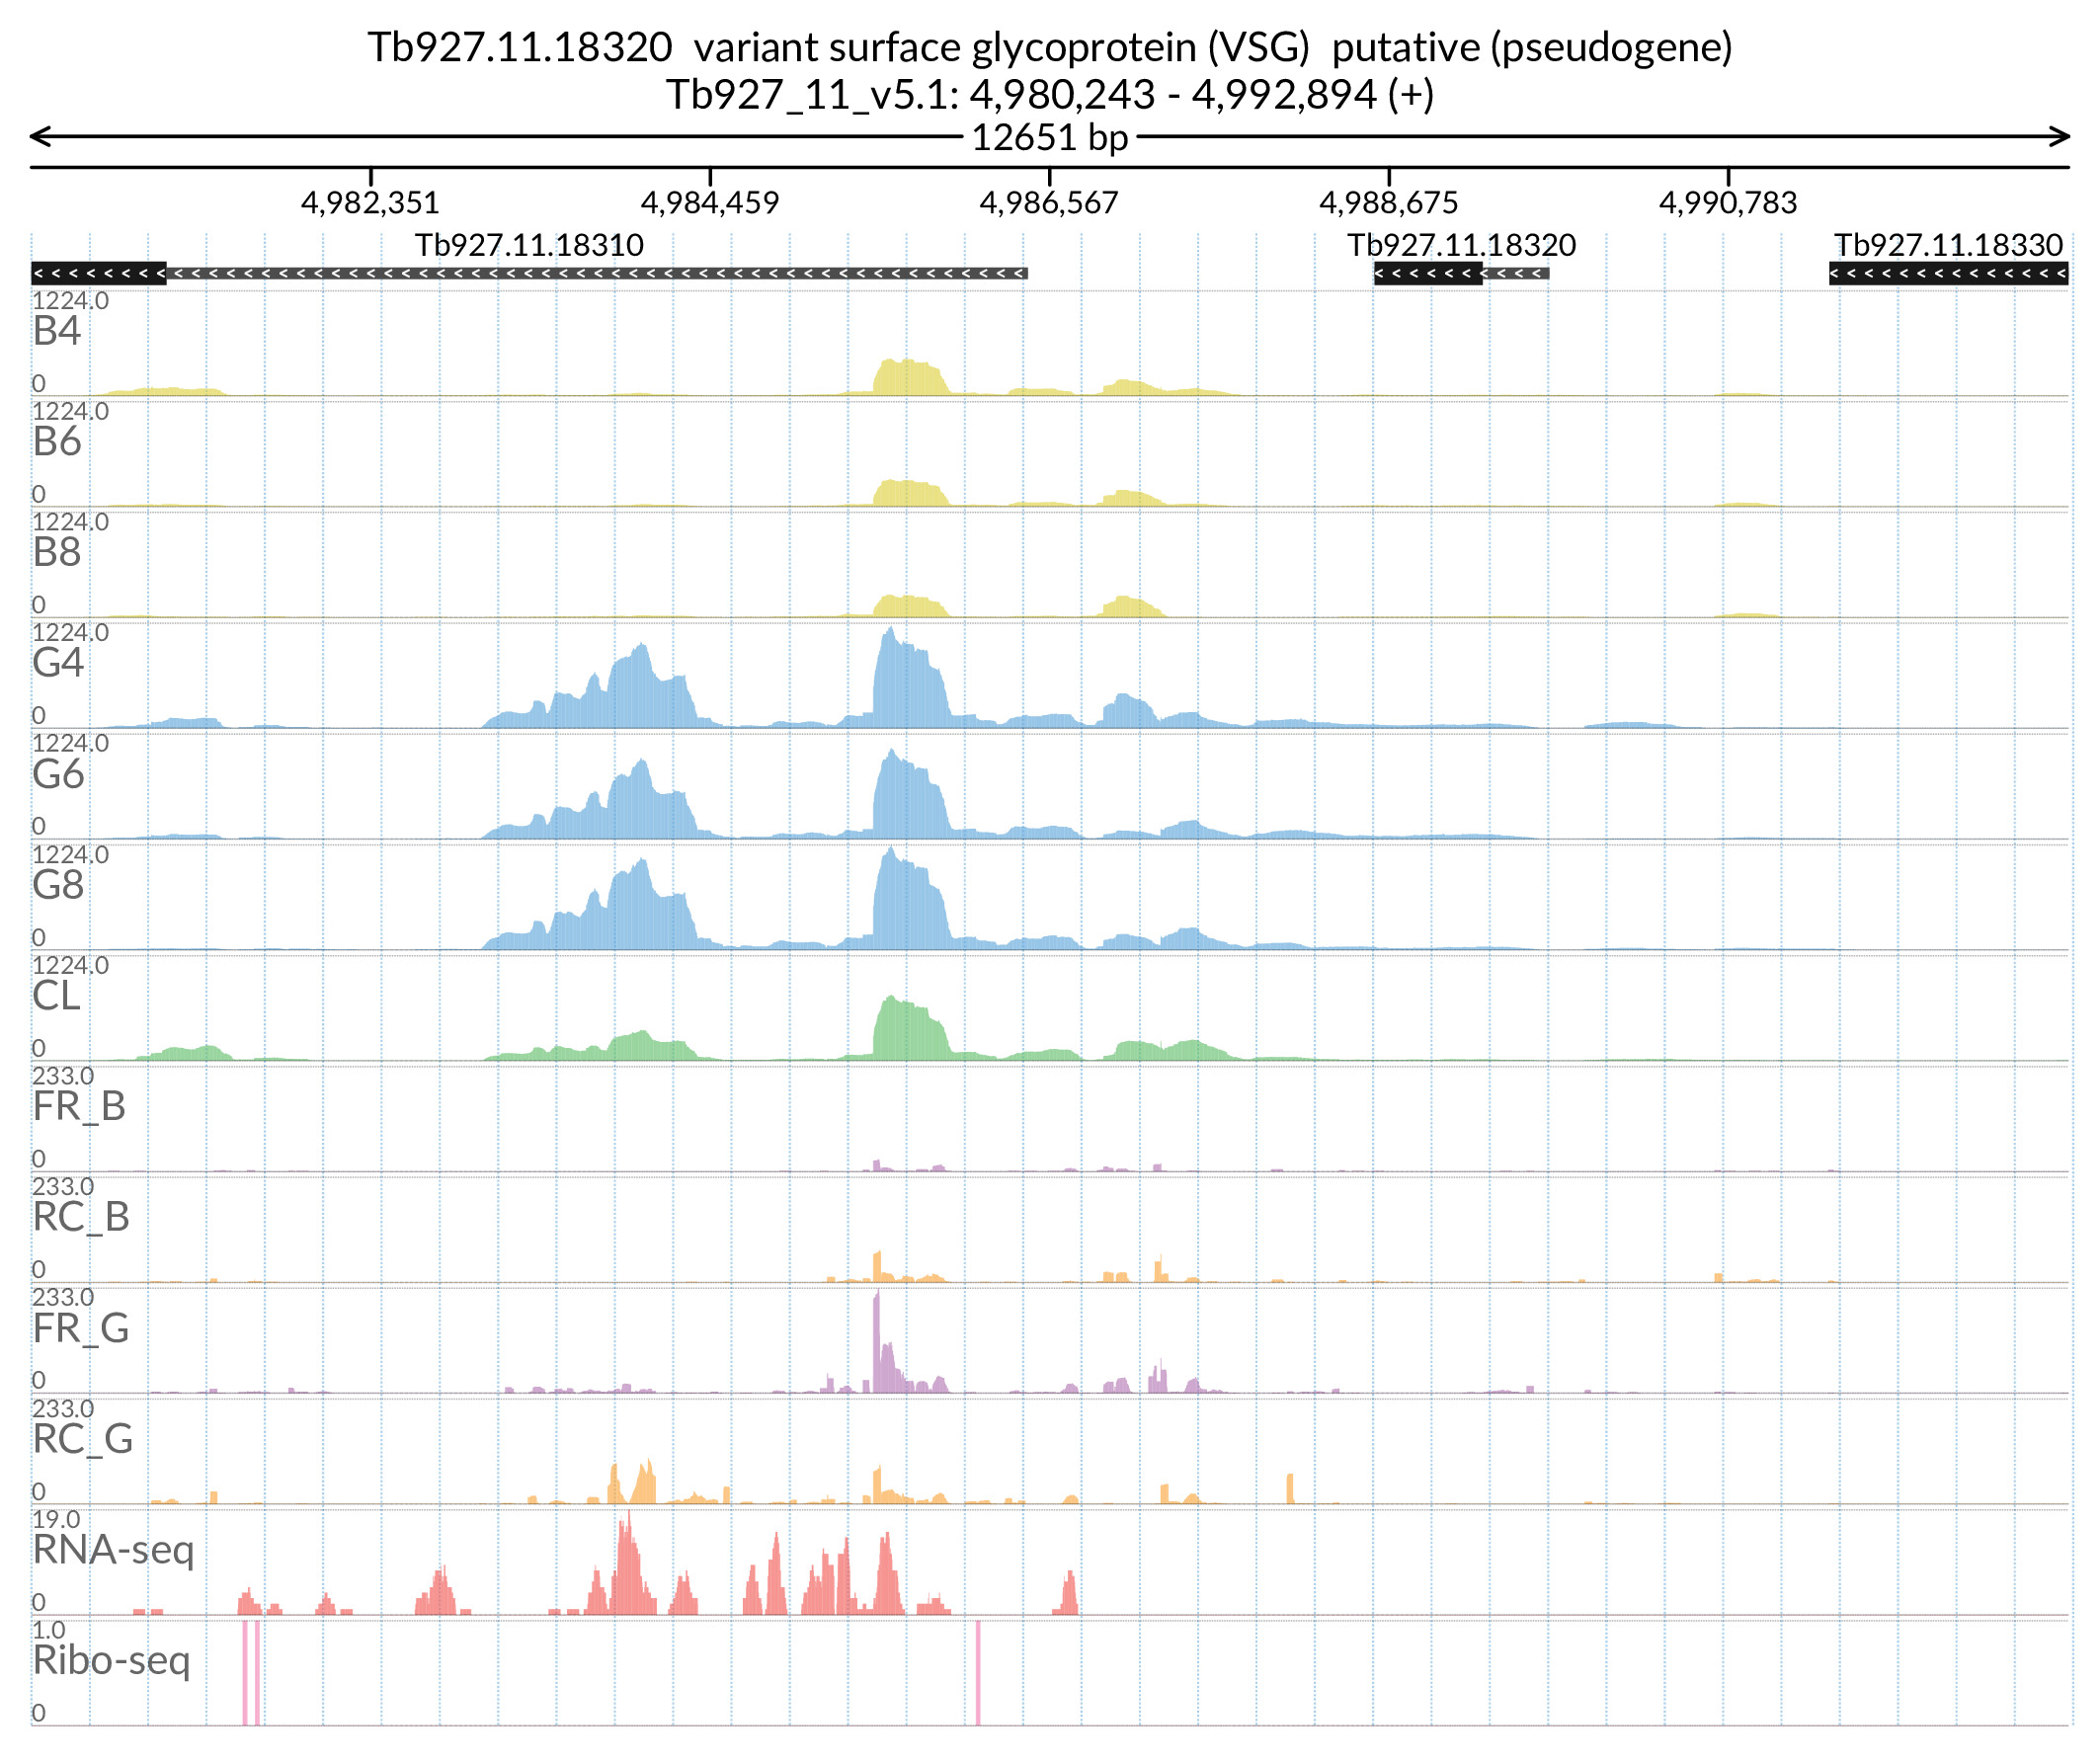 Tb927.11.18320 variant surface glycoprotein (VSG) putative (pseudogene)
Tb927_11_v5.1: 4,980,243 - 4,992,894 (+)
12651 bp
4,982,351 4,984,459 4,986,567 4,988,675 4,990,783
Tb927.11.18310 Tb927.11.18320 Tb927.11.18330
1224.0
B4
0
1224.0
B6
0
1224.0
B8
0
1224.0
G4
0
1224.0
G6
0
1224.0
G8
0
1224.0
CL
0
233.0
FR_B
0
233.0
RC_B
0
233.0
FR_G
0
233.0
RC_G
0
19.0
RNA-seq
0
1.0
Ribo-seq
0